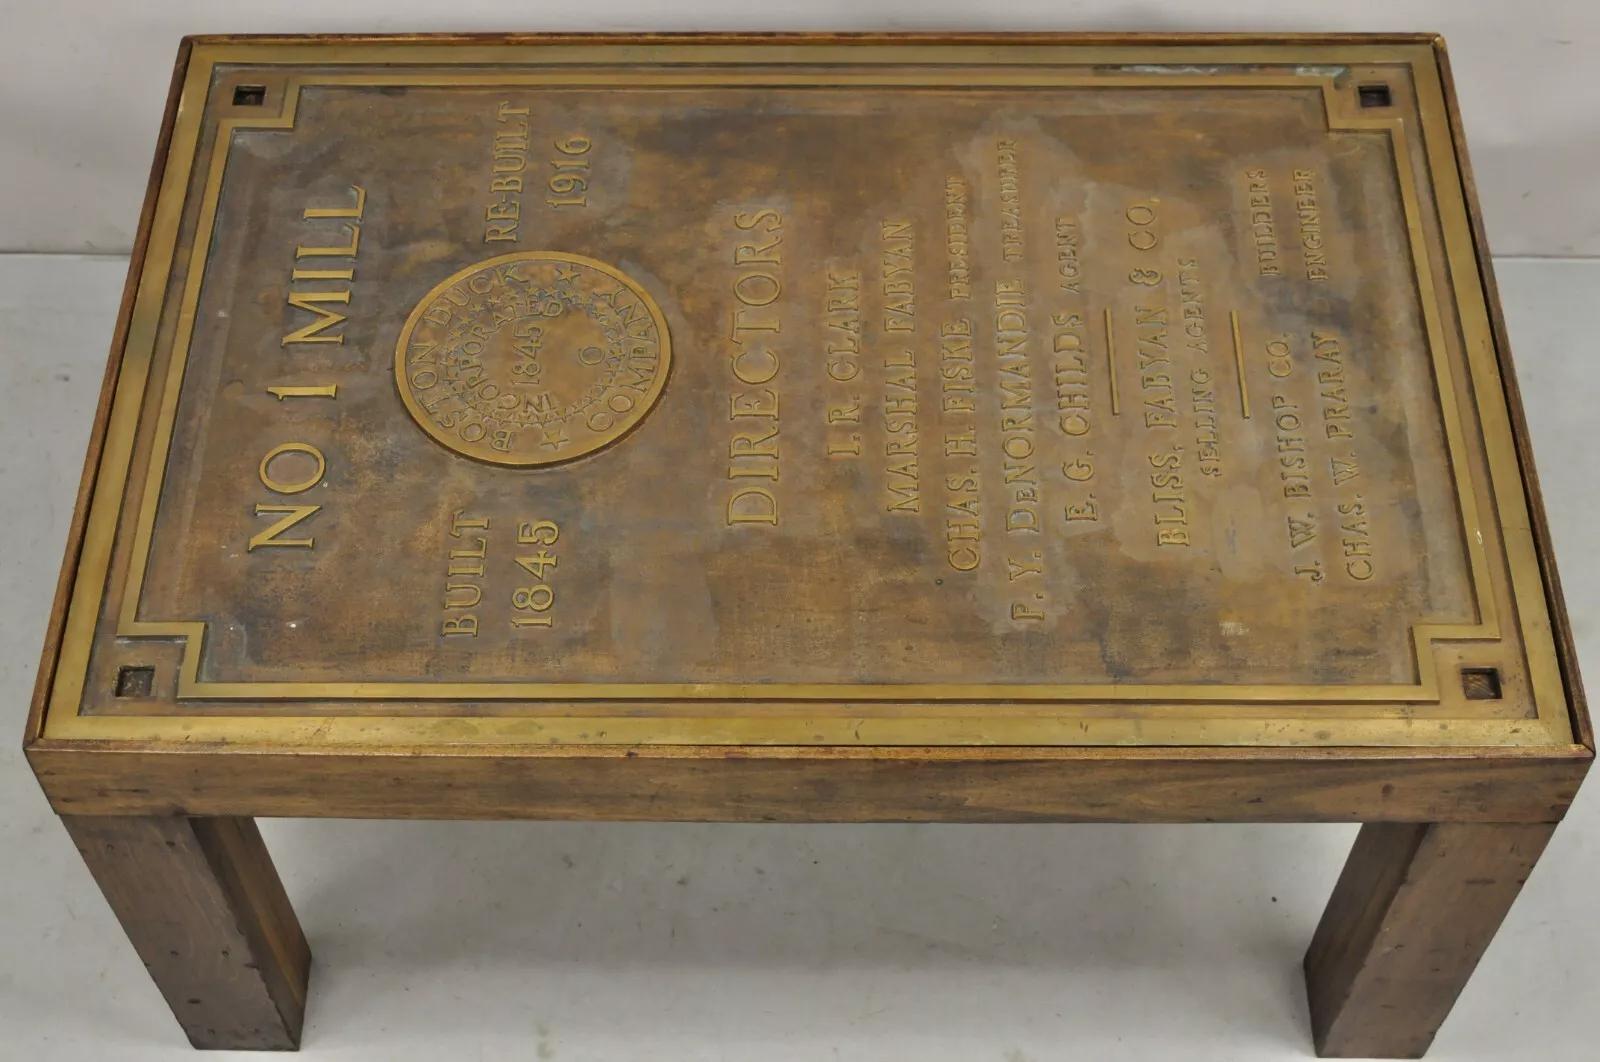 NO 1 MILL
BUILT
1845
RE-BUILT
1916
BOSTON DUCK
COMPANY
INCORPORATED
1845
DIRECTORS
I. R. CLARK
MARSHAL FABYAN
CHAS. H. FISKE PRESIDENT
P. Y. DENORMANDIE TREASURER
E. G. CHILDS AGENT
BLISS, FABYAN & CO.
SELLING AGENTS
J. W. BISHOP CO. BUILDERS
CHAS. W. PRARAY ENGINEER